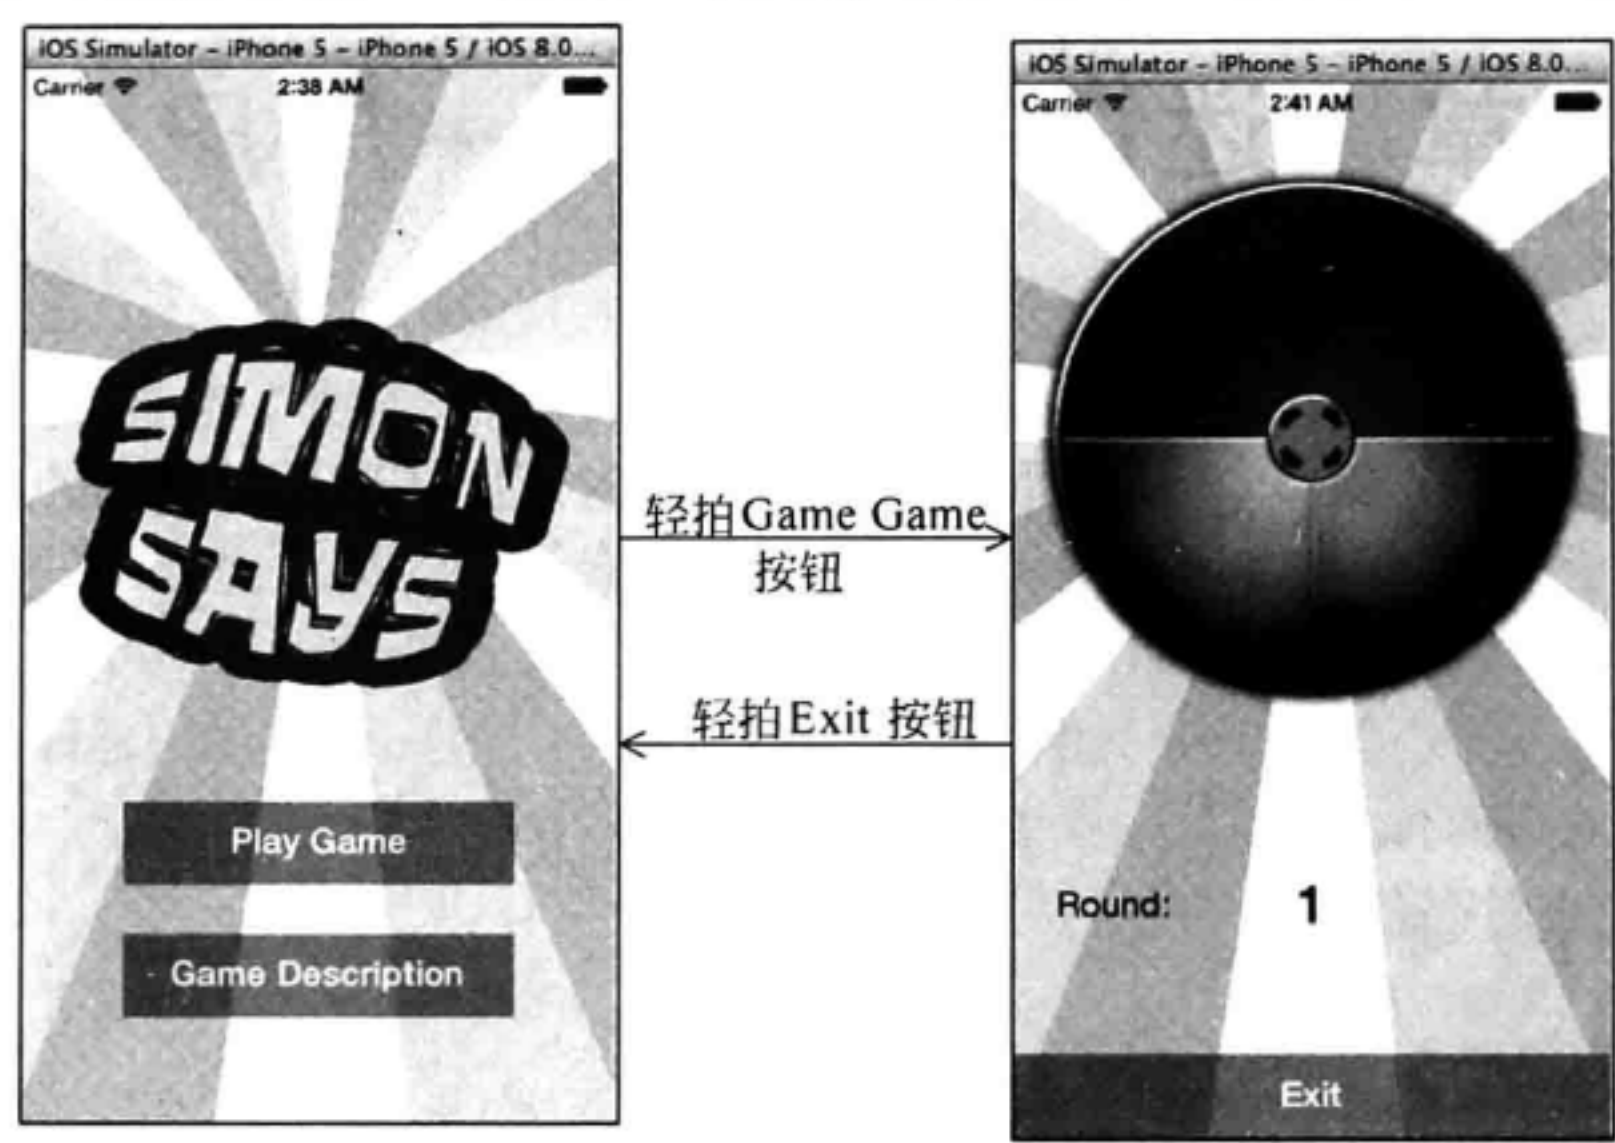 iOS Simulator - iPhone 5 - iPhone 5 / iOS 8.0...
Carrier 2:38 AM
SIMON
SAYS
Play Game
Game Description
轻拍Game Game
按钮
轻拍Exit 按钮
iOS Simulator - iPhone 5 - iPhone 5 / iOS 8.0...
Carrier 2:41 AM
Round: 1
Exit